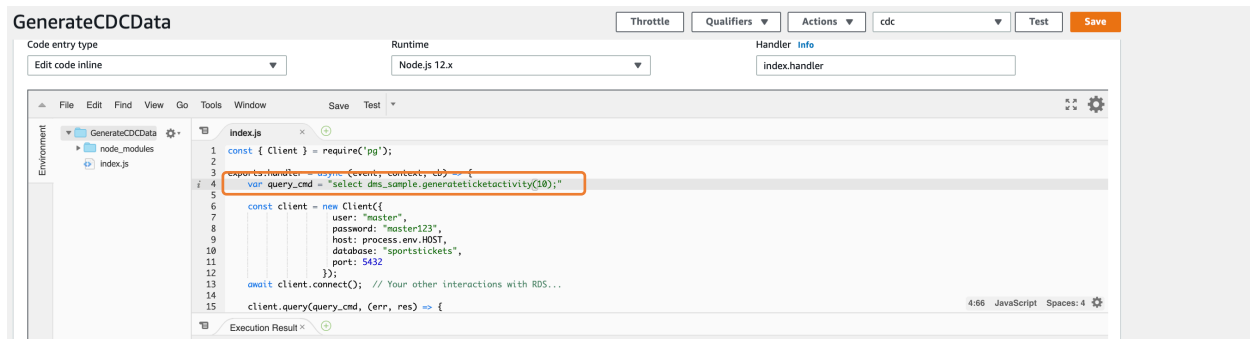 GenerateCDCData
Throttle Qualifiers Actions cdc Test Save
Code entry type Runtime Handler Info
Edit code inline Node.js 12.x index.handler
File Edit Find View Go Tools Window Save Test
Environment
GenerateCDCData index.js
node_modules
index.js
1 const { Client } = require('pg');
2
3 exports.handler = async (event, context, cb) => {
i 4 var query_cmd = "select dms_sample.generateticketactivity(10);"
5
6 const client = new Client({
7 user: "master",
8 password: "master123",
9 host: process.env.HOST,
10 database: "sportstickets",
11 port: 5432
12 });
13 await client.connect(); // Your other interactions with RDS...
14
15 client.query(query_cmd, (err, res) => {
4:66 JavaScript Spaces: 4
Execution Result